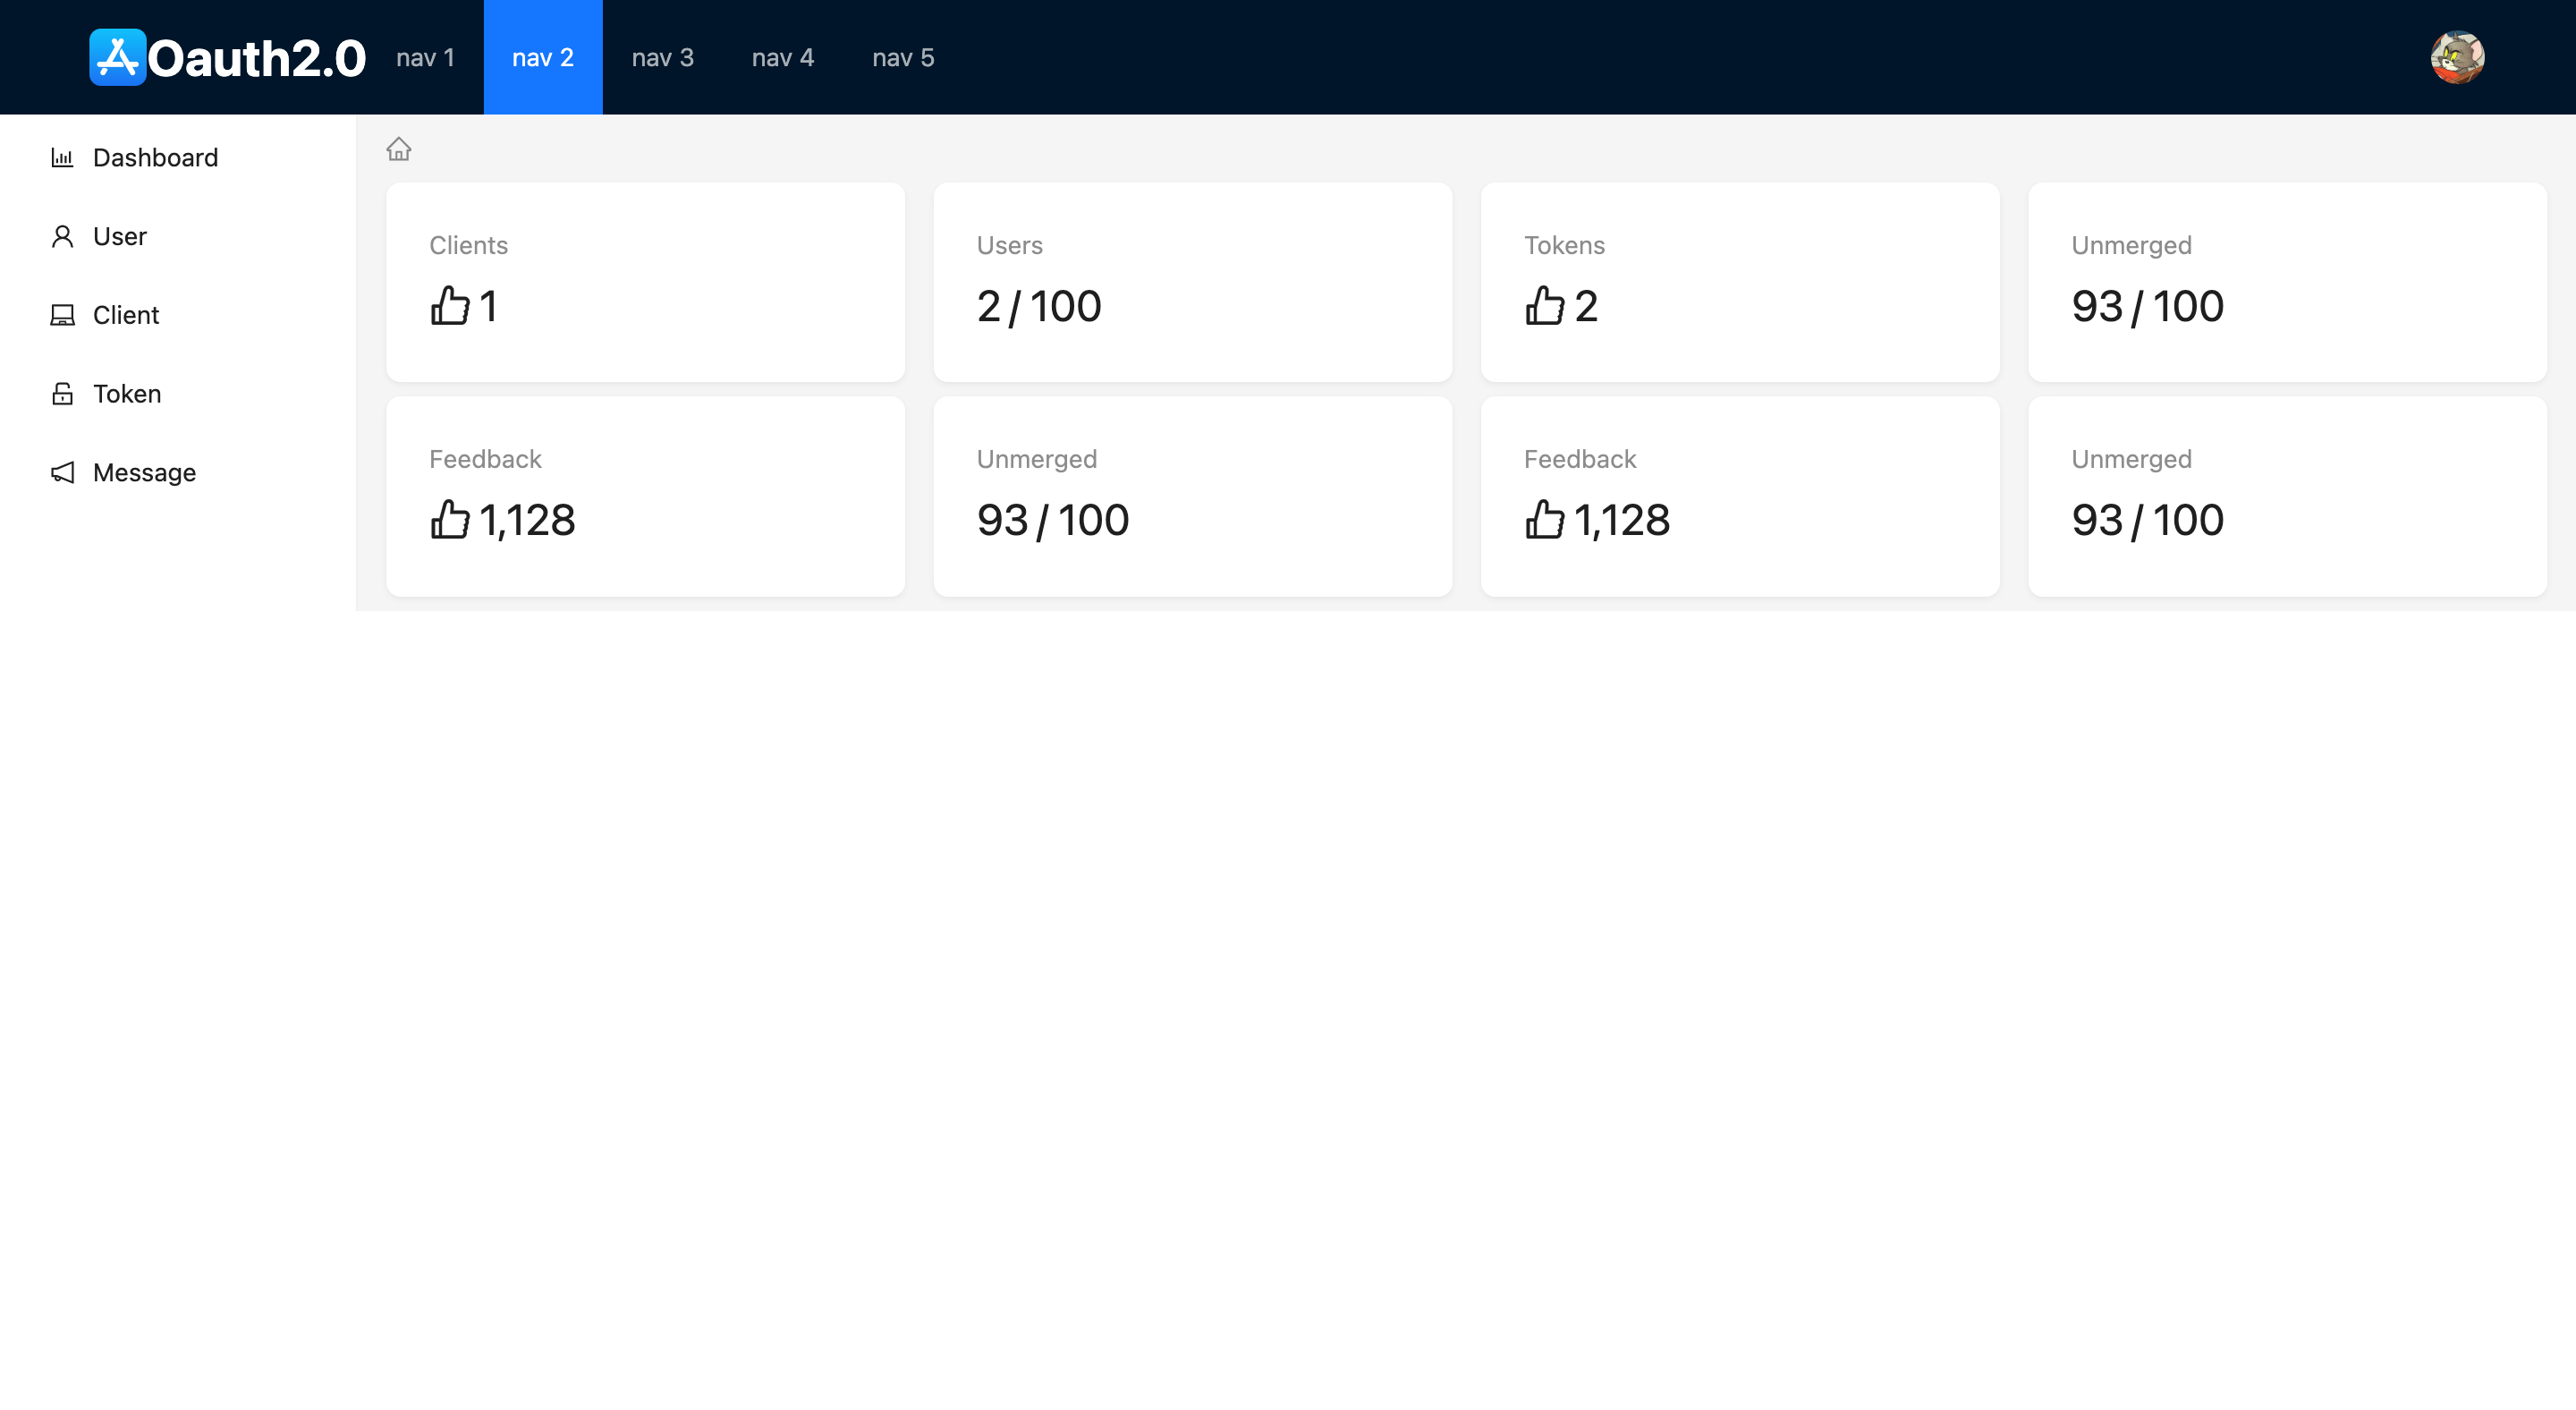 Oauth2.0 nav 1 nav 2 nav 3 nav 4 nav 5
Dashboard
User
Client
Token
Message
Clients
1
Users
2 / 100
Tokens
2
Unmerged
93 / 100
Feedback
1,128
Unmerged
93 / 100
Feedback
1,128
Unmerged
93 / 100